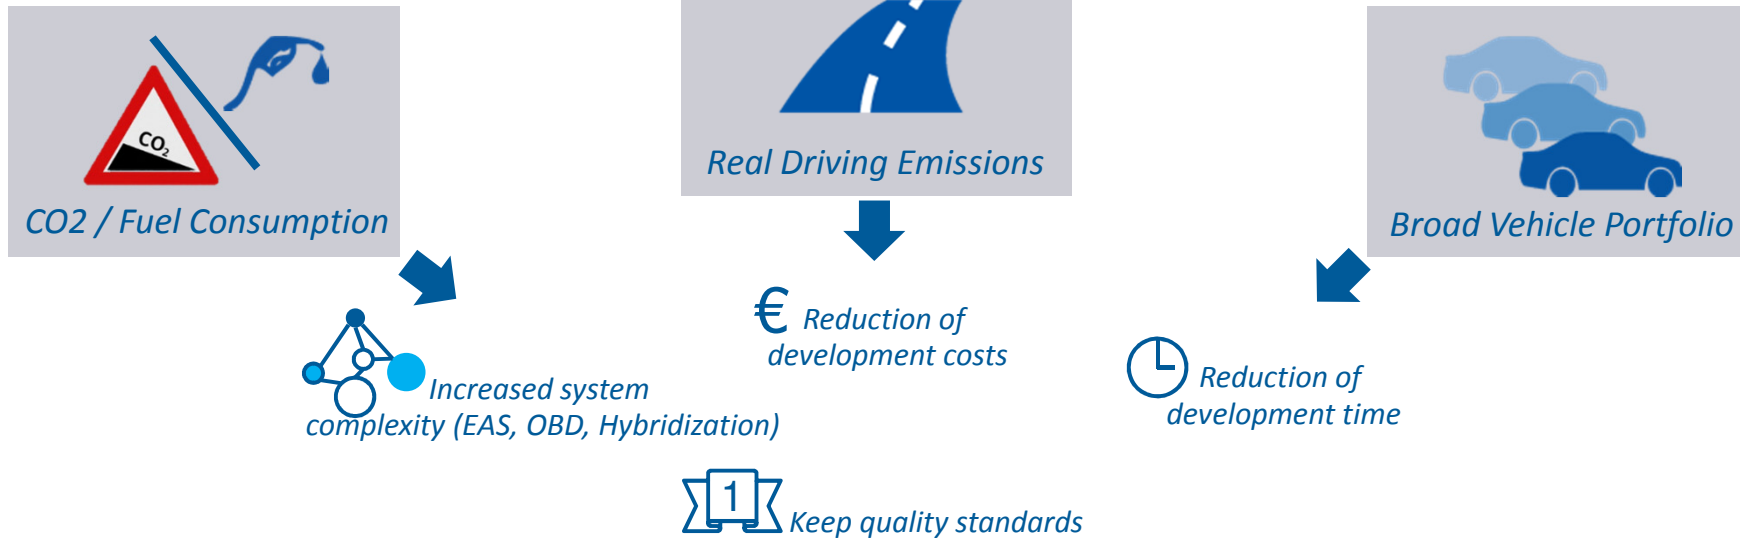 CO2
CO2 / Fuel Consumption
Real Driving Emissions
Broad Vehicle Portfolio
€ Reduction of
development costs
Increased system
complexity (EAS, OBD, Hybridization)
Reduction of
development time
1
Keep quality standards